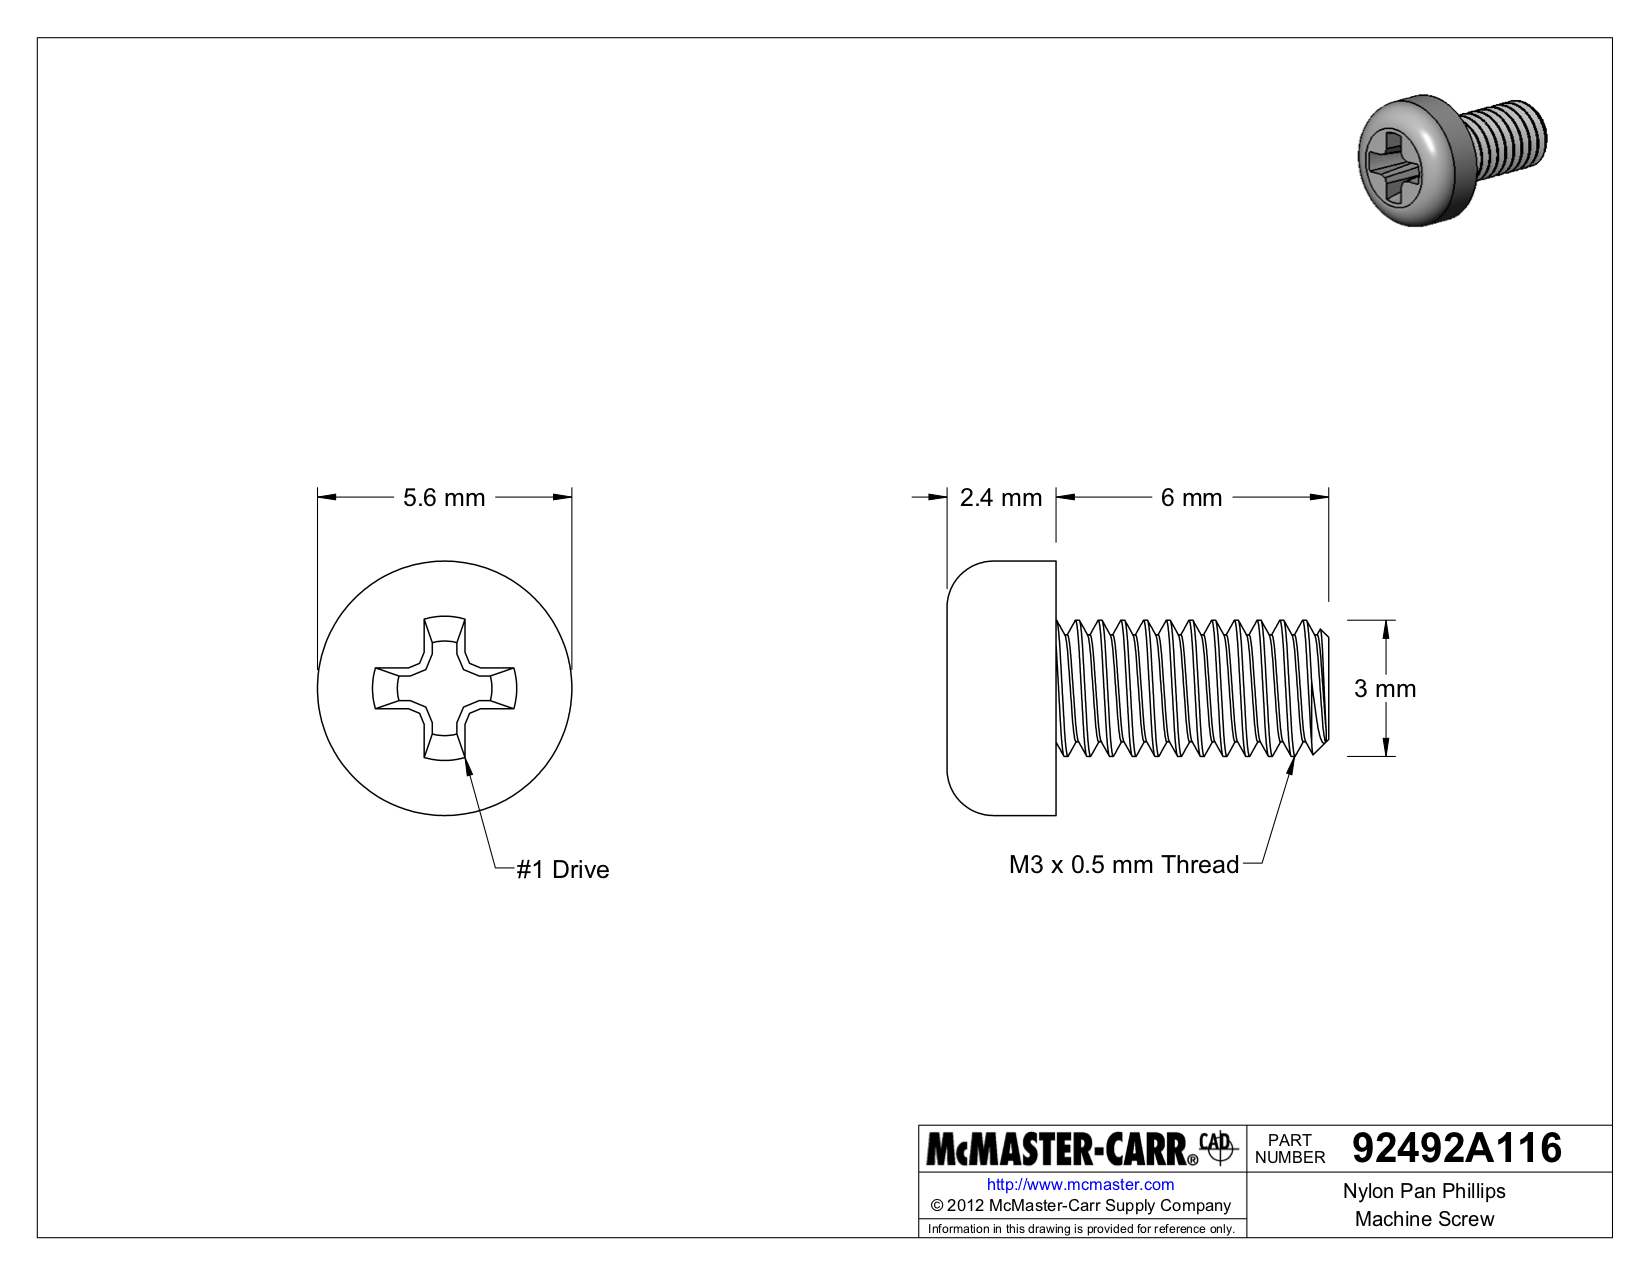 5.6 mm
2.4 mm
6 mm
3 mm
#1 Drive
M3 x 0.5 mm Thread
McMASTER-CARR® CAD
http://www.mcmaster.com
© 2012 McMaster-Carr Supply Company
Information in this drawing is provided for reference only.
PART
NUMBER
92492A116
Nylon Pan Phillips
Machine Screw